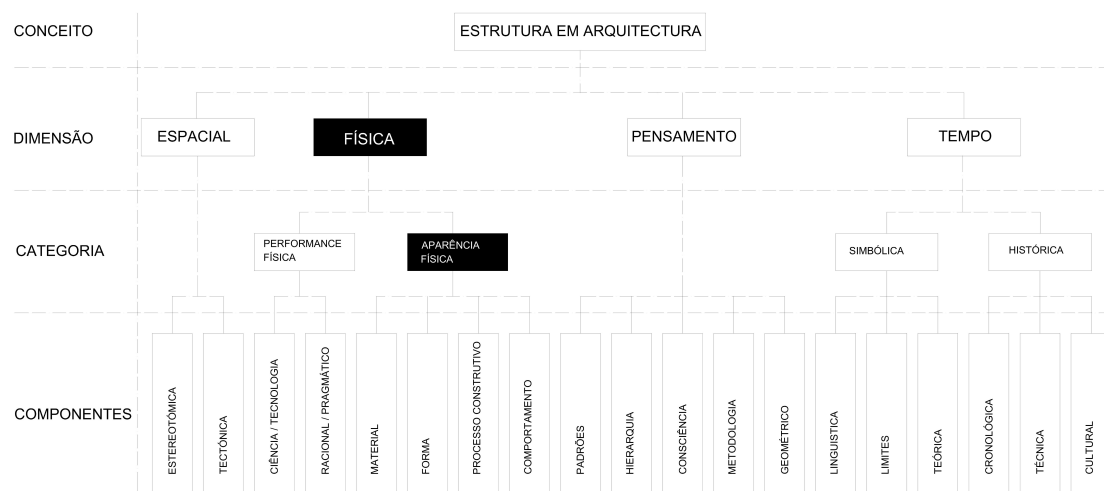 CONCEITO
ESTRUTURA EM ARQUITECTURA
DIMENSÃO
ESPACIAL
FÍSICA
PENSAMENTO
TEMPO
CATEGORIA
PERFORMANCE
FÍSICA
APARÊNCIA
FÍSICA
SIMBÓLICA
HISTÓRICA
COMPONENTES
ESTEREOTÓMICA
TECTÓNICA
CIÊNCIA / TECNOLOGIA
RACIONAL / PRAGMÁTICO
MATERIAL
FORMA
PROCESSO CONSTRUTIVO
COMPORTAMENTO
PADRÕES
HIERARQUIA
CONSCIÊNCIA
METODOLOGIA
GEOMÉTRICO
LINGUISTICA
LIMITES
TEÓRICA
CRONOLÓGICA
TÉCNICA
CULTURAL